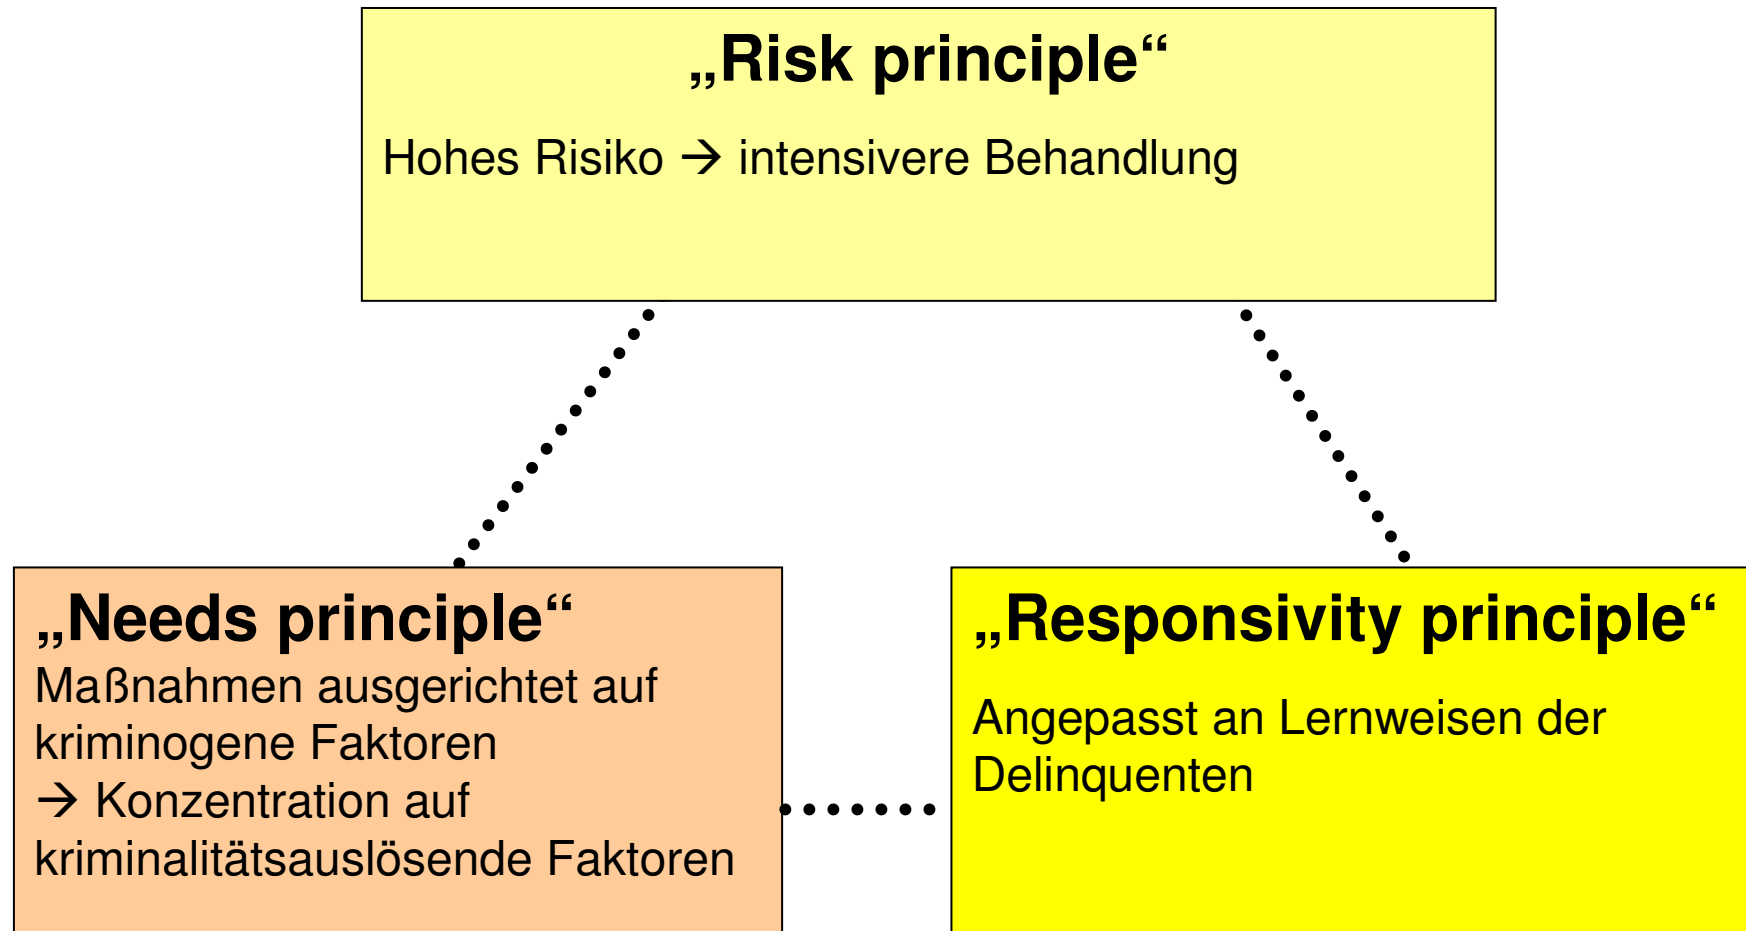 „Risk principle“
Hohes Risiko → intensivere Behandlung
„Needs principle“
Maßnahmen ausgerichtet auf
kriminogene Faktoren
→ Konzentration auf
kriminalitätsauslösende Faktoren
„Responsivity principle“
Angepasst an Lernweisen der
Delinquenten